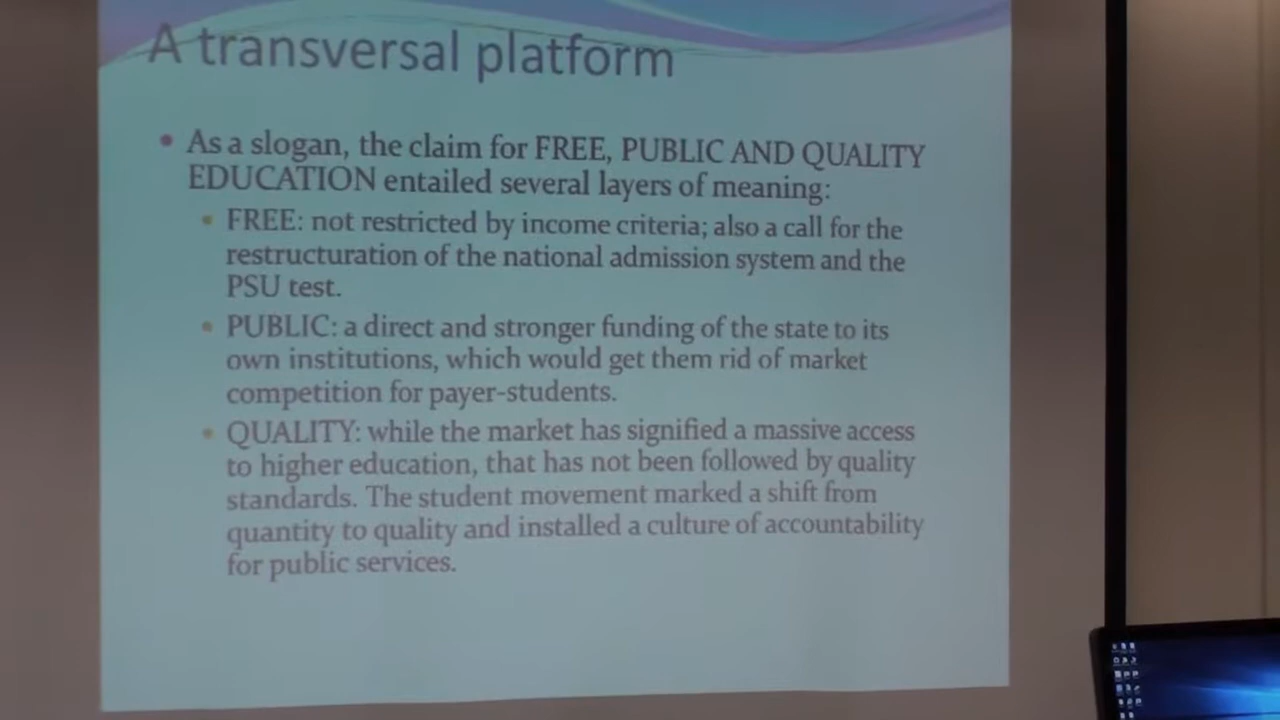 A transversal platform
• As a slogan, the claim for FREE, PUBLIC AND QUALITY
EDUCATION entailed several layers of meaning:
• FREE: not restricted by income criteria; also a call for the
restructuration of the national admission system and the
PSU test.
• PUBLIC: a direct and stronger funding of the state to its
own institutions, which would get them rid of market
competition for payer-students.
• QUALITY: while the market has signified a massive access
to higher education, that has not been followed by quality
standards. The student movement marked a shift from
quantity to quality and installed a culture of accountability
for public services.